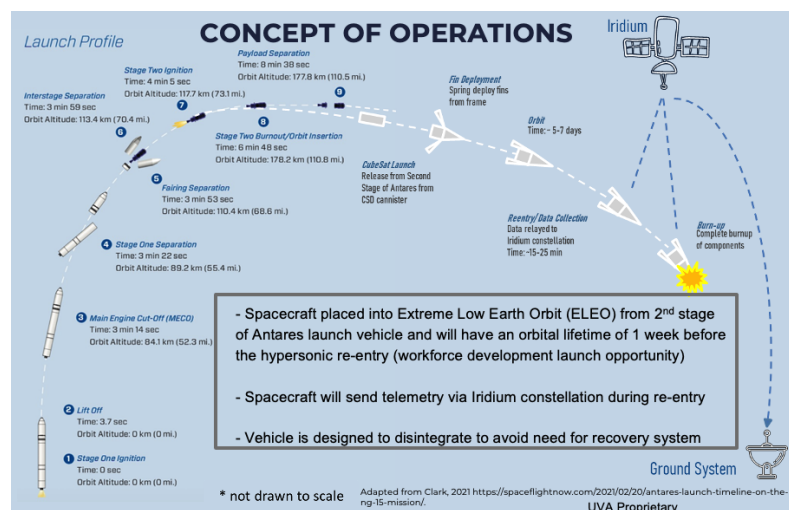 CONCEPT OF OPERATIONS
Launch Profile
Iridium
Payload Separation
Time: 8 min 38 sec
Orbit Altitude: 177.8 km (110.5 mi.)
Stage Two Ignition
Time: 4 min 5 sec
Orbit Altitude: 117.7 km (73.1 mi.)
Interstage Separation
Time: 3 min 59 sec
Orbit Altitude: 113.4 km (70.4 mi.)
9
7
8
6
Stage Two Burnout/Orbit Insertion
Time: 6 min 48 sec
Orbit Altitude: 178.2 km (110.8 mi.)
Fin Deployment
Spring deploy fins
from frame
Orbit
Time: ~ 5-7 days
CubeSat Launch
Release from Second
Stage of Antares from
CSD cannister
5
Fairing Separation
Time: 3 min 53 sec
Orbit Altitude: 110.4 km (68.6 mi.)
Reentry/Data Collection
Data relayed to
Iridium constellation
Time: ~15-25 min
Burn-up
Complete burnup
of components
4 Stage One Separation
Time: 3 min 22 sec
Orbit Altitude: 89.2 km (55.4 mi.)
3 Main Engine Cut-Off (MECO)
Time: 3 min 14 sec
Orbit Altitude: 84.1 km (52.3 mi.)
- Spacecraft placed into Extreme Low Earth Orbit (ELEO) from 2nd stage
of Antares launch vehicle and will have an orbital lifetime of 1 week before
the hypersonic re-entry (workforce development launch opportunity)
- Spacecraft will send telemetry via Iridium constellation during re-entry
- Vehicle is designed to disintegrate to avoid need for recovery system
2 Lift Off
Time: 3.7 sec
Orbit Altitude: 0 km (0 mi.)
1 Stage One Ignition
Time: 0 sec
Orbit Altitude: 0 km (0 mi.)
Ground System
* not drawn to scale
Adapted from Clark, 2021 https://spaceflightnow.com/2021/02/20/antares-launch-timeline-on-the-
ng-15-mission/.
UVA Proprietary